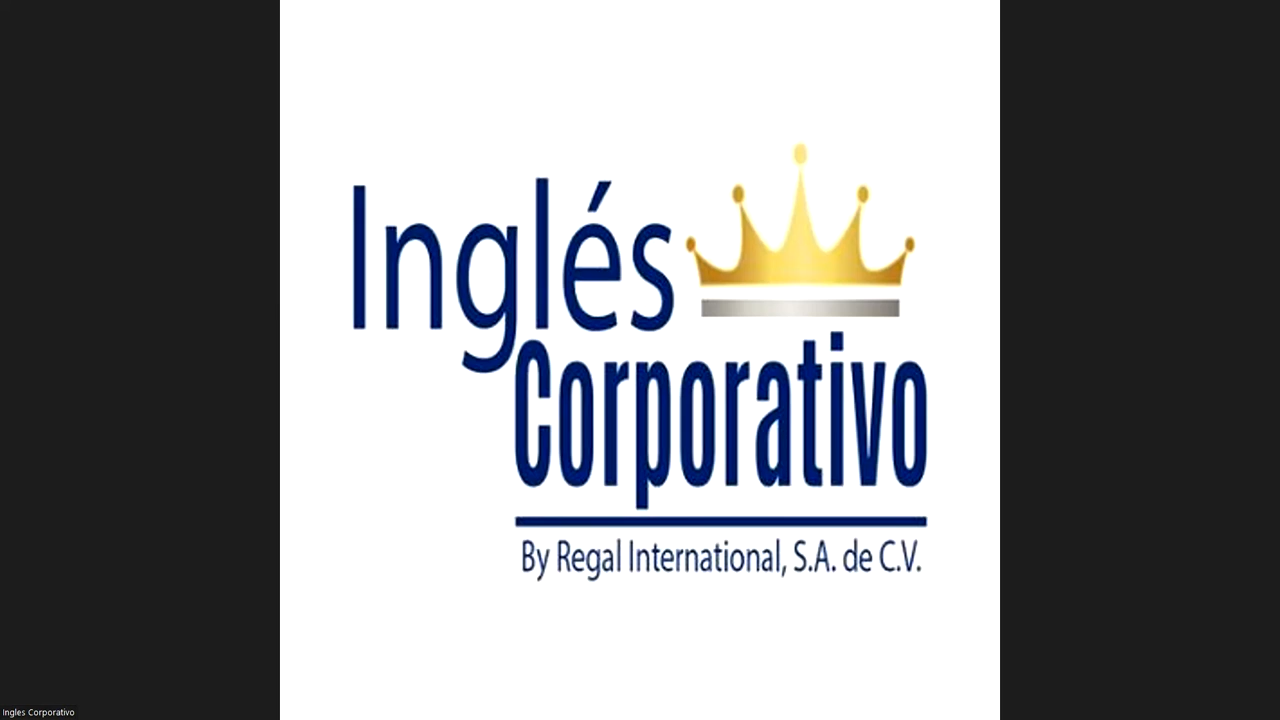 Inglés
Corporativo
By Regal International, S.A. de C.V.
Ingles Corporativo